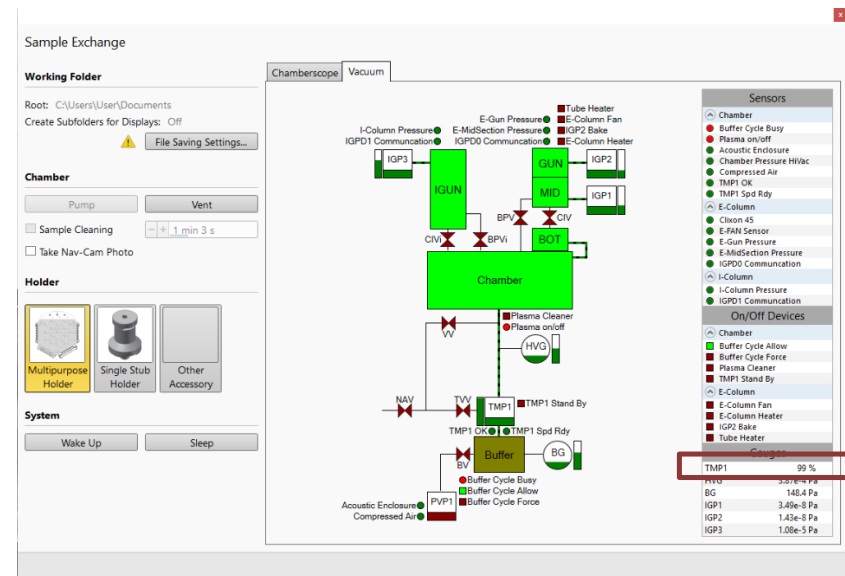 x
Sample Exchange
Working Folder
Root: C:\Users\User\Documents
Create Subfolders for Displays: Off
File Saving Settings...
Chamber
Pump
Vent
Sample Cleaning
- + 1 min 3 s
Take Nav-Cam Photo
Holder
Multipurpose Holder
Single Stub Holder
Other Accessory
System
Wake Up
Sleep
Chamberscope
Vacuum
Tube Heater
E-Gun Pressure
E-Column Fan
I-Column Pressure
E-MidSection Pressure
IGP2 Bake
IGPD1 Communcation
IGPD0 Communcation
E-Column Heater
IGP3
GUN
IGP2
IGUN
MID
IGP1
BPV
CIV
CIVi
BPVi
BOT
Chamber
Plasma Cleaner
Plasma on/off
VV
HVG
NAV
TVV
TMP1
TMP1 Stand By
TMP1 OK
TMP1 Spd Rdy
Buffer
BG
BV
Buffer Cycle Busy
Buffer Cycle Allow
Buffer Cycle Force
PVP1
Acoustic Enclosure
Compressed Air
Sensors
Chamber
Buffer Cycle Busy
Plasma on/off
Acoustic Enclosure
Chamber Pressure HiVac
Compressed Air
TMP1 OK
TMP1 Spd Rdy
E-Column
Clixon 45
E-FAN Sensor
E-Gun Pressure
E-MidSection Pressure
IGPD0 Communcation
I-Column
I-Column Pressure
IGPD1 Communcation
On/Off Devices
Chamber
Buffer Cycle Allow
Buffer Cycle Force
Plasma Cleaner
TMP1 Stand By
E-Column
E-Column Fan
E-Column Heater
IGP2 Bake
Tube Heater
Gauges
TMP1 99 %
HVG 3.87e-4 Pa
BG 148.4 Pa
IGP1 3.49e-8 Pa
IGP2 1.43e-8 Pa
IGP3 1.08e-5 Pa